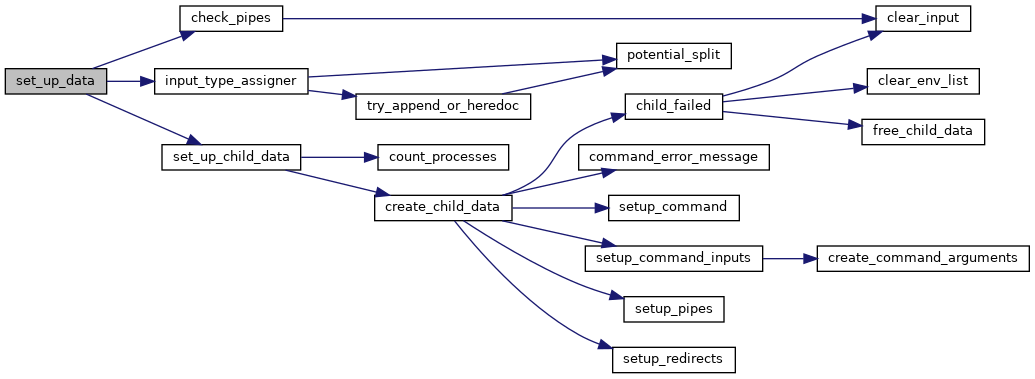 check_pipes
clear_input
potential_split
set_up_data
input_type_assigner
clear_env_list
try_append_or_heredoc
child_failed
free_child_data
set_up_child_data
count_processes
command_error_message
create_child_data
setup_command
setup_command_inputs
create_command_arguments
setup_pipes
setup_redirects